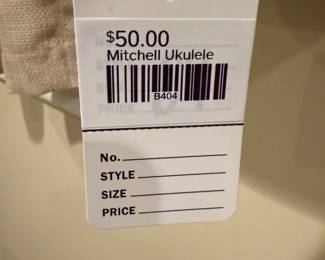 $50.00
Mitchell Ukulele
B404
No.
STYLE
SIZE
PRICE